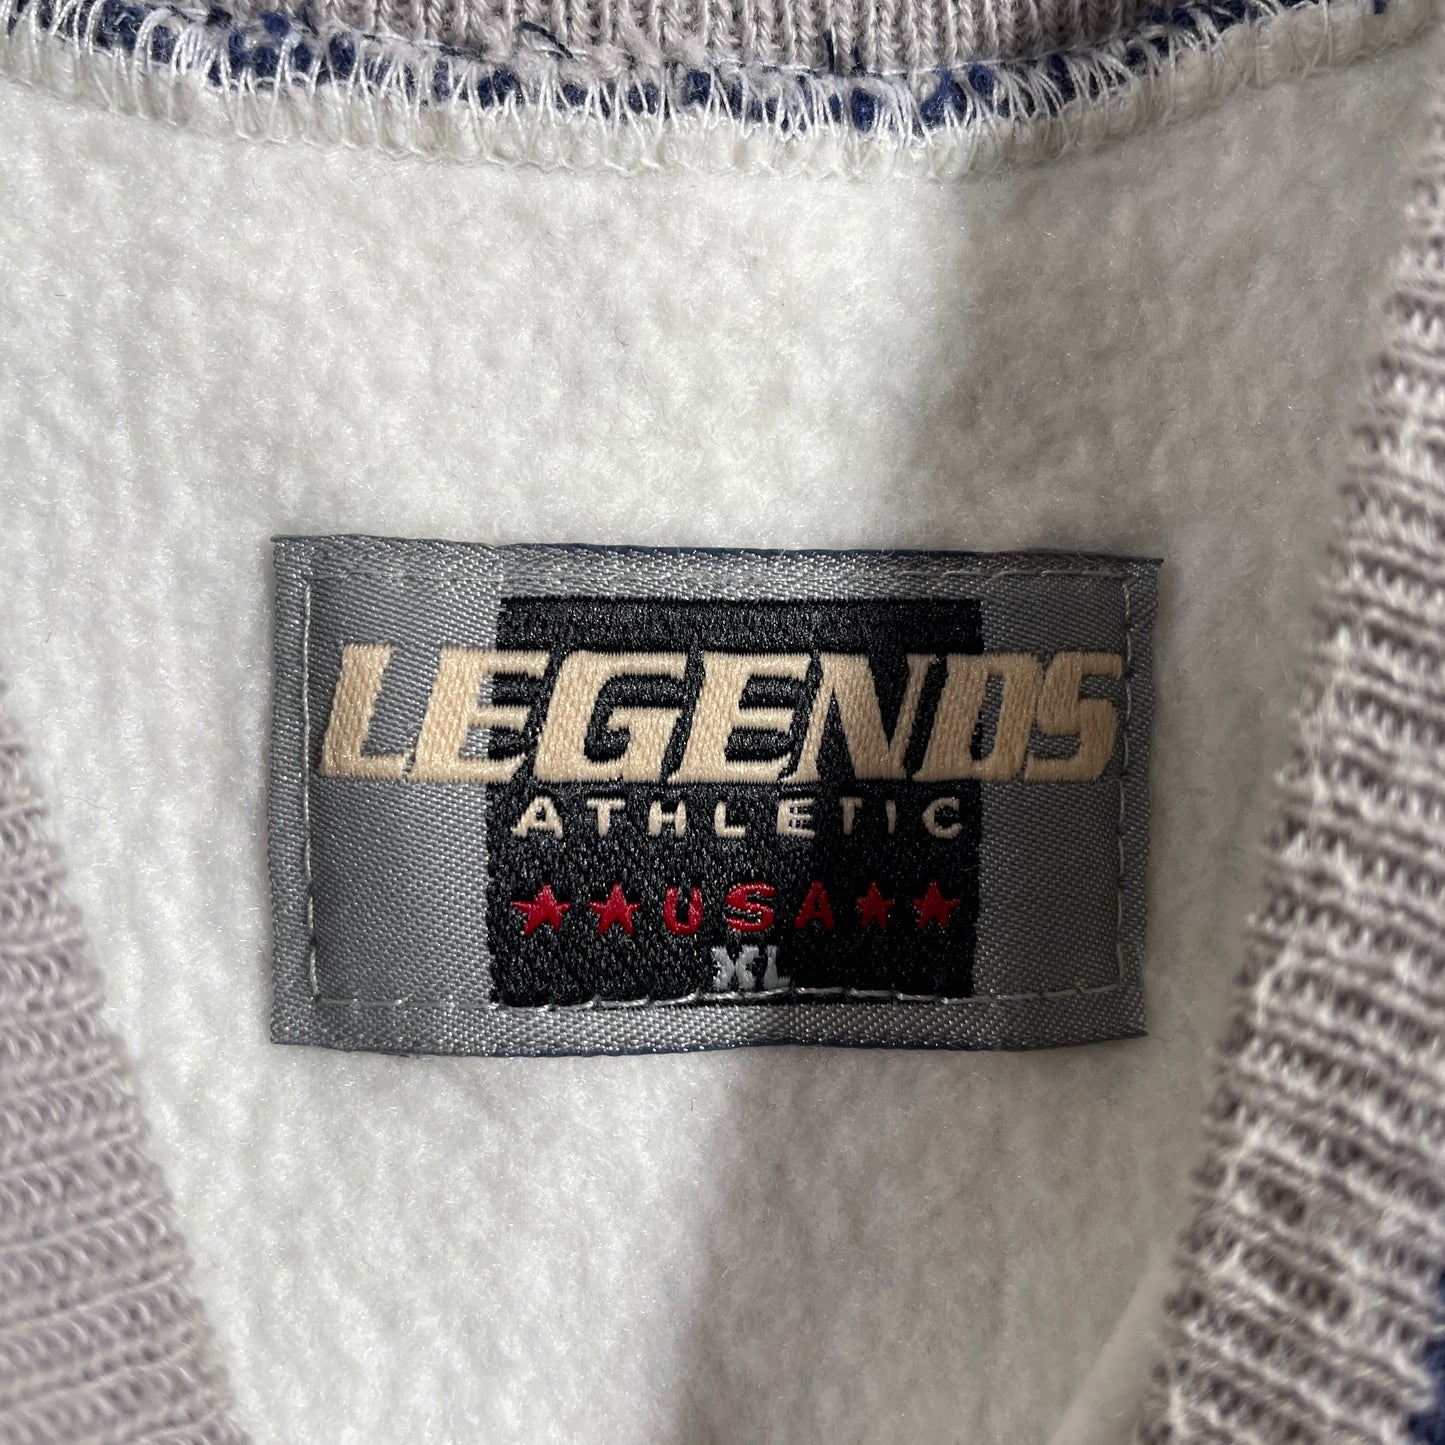 LEGENDS
ATHLETIC
★★USA★★
XL